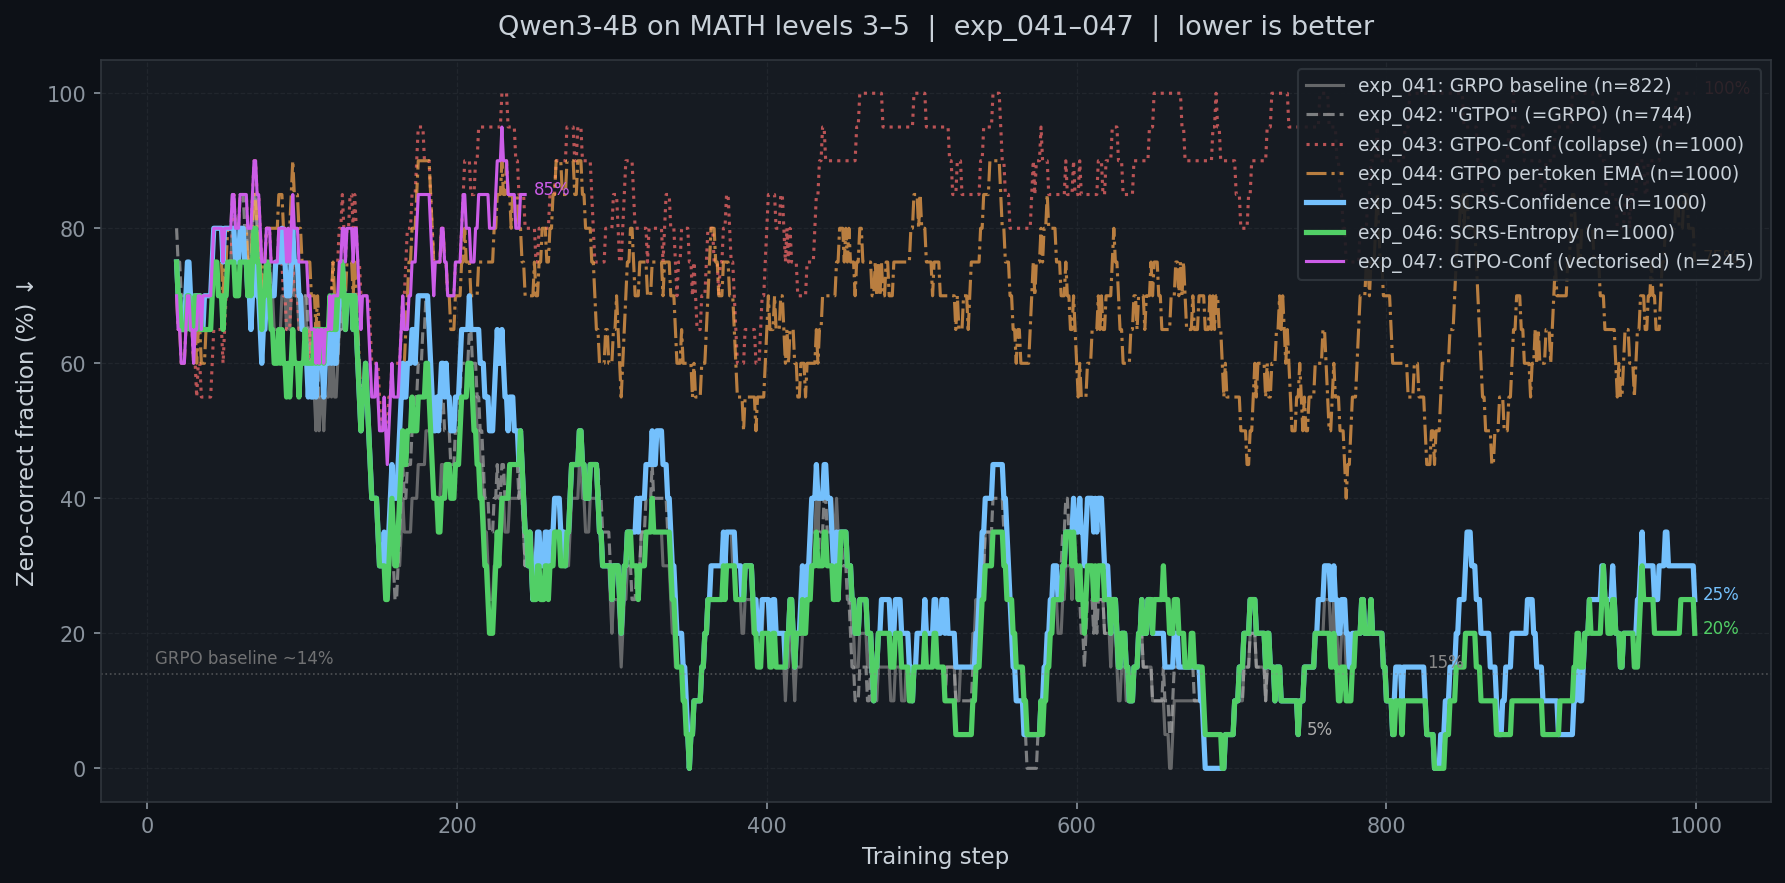 Qwen3-4B on MATH levels 3–5 | exp_041–047 | lower is better
Zero-correct fraction (%) ↓
100
80
60
40
20
0
exp_041: GRPO baseline (n=822)
exp_042: "GTPO" (=GRPO) (n=744)
exp_043: GTPO-Conf (collapse) (n=1000)
exp_044: GTPO per-token EMA (n=1000)
exp_045: SCRS-Confidence (n=1000)
exp_046: SCRS-Entropy (n=1000)
exp_047: GTPO-Conf (vectorised) (n=245)
100%
85%
25%
20%
15%
5%
GRPO baseline ~14%
0
200
400
600
800
1000
Training step